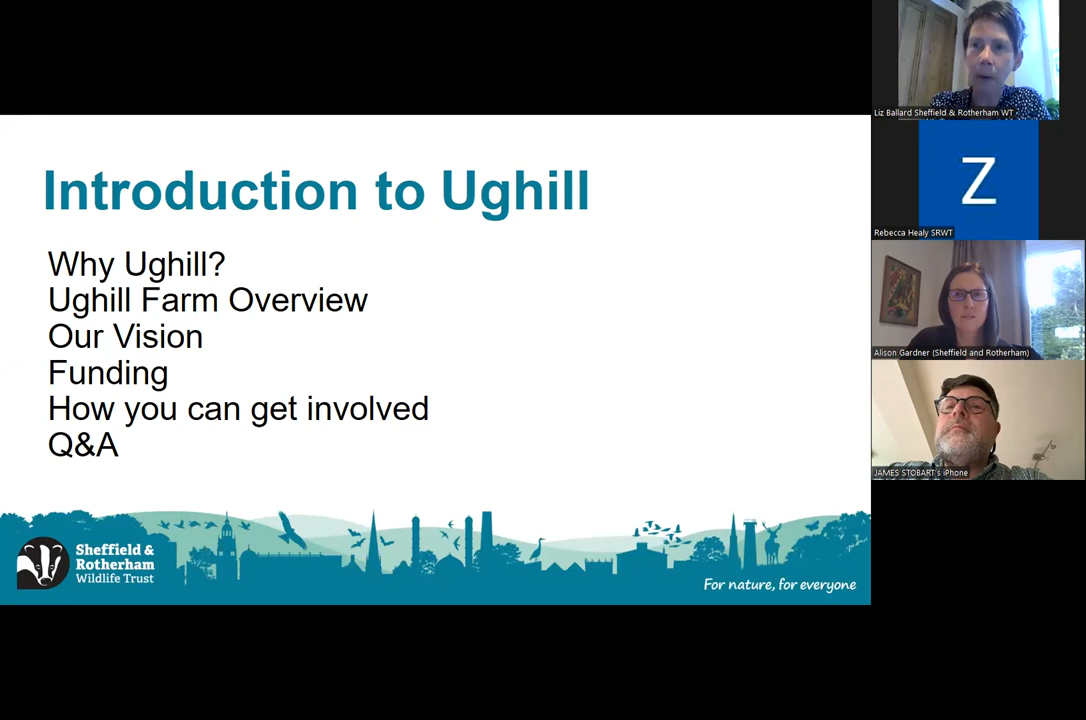 Introduction to Ughill
Why Ughill?
Ughill Farm Overview
Our Vision
Funding
How you can get involved
Q&A
Sheffield &
Rotherham
Wildlife Trust
For nature, for everyone
Liz Ballard Sheffield & Rotherham WT
Z
Rebecca Healy SRWT
Alison Gardner (Sheffield and Rotherham)
JAMES STOBART's iPhone